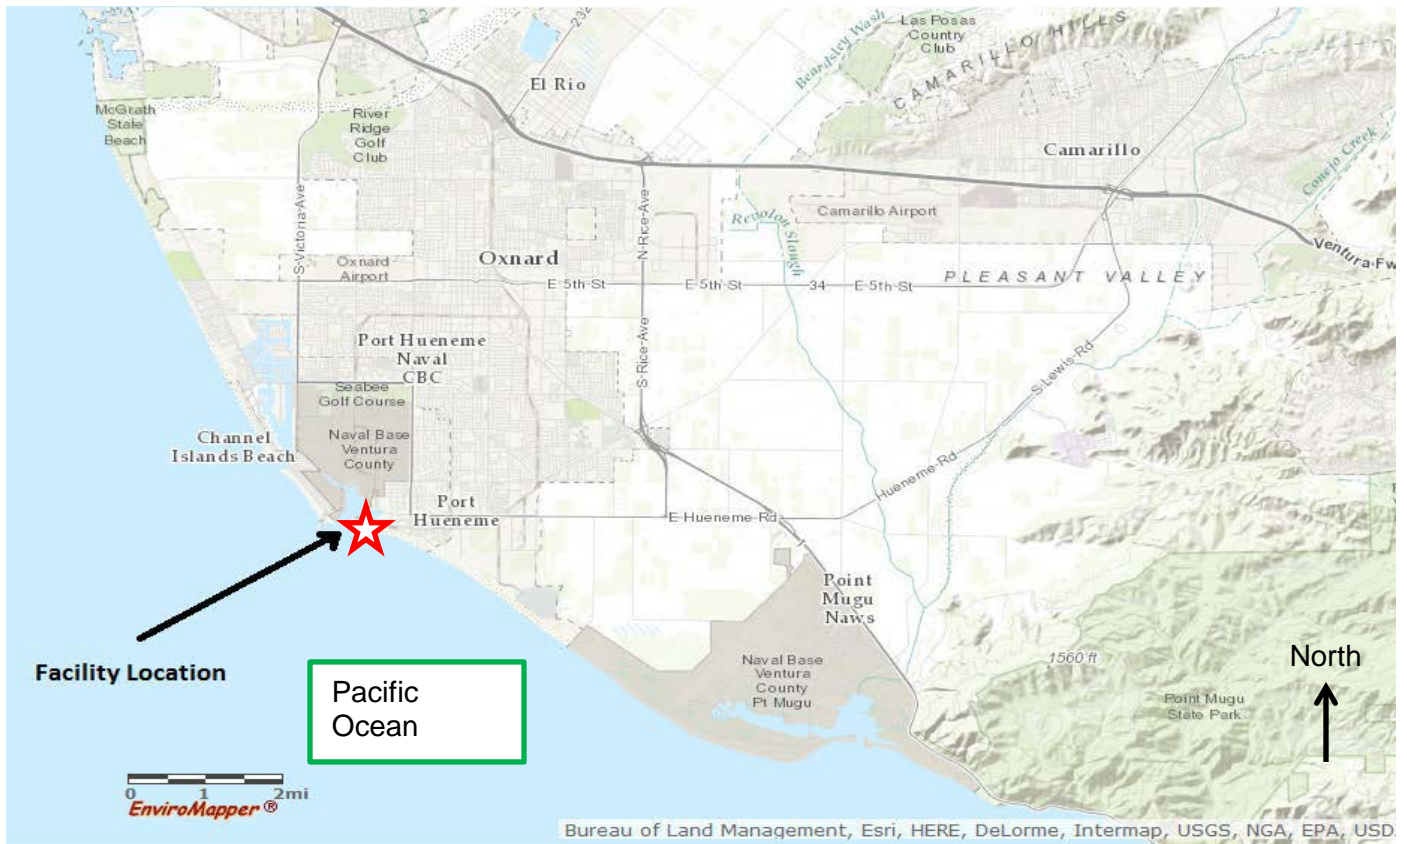 Las Posas
Country
Club
Beardsley Wash
CAMARILLO HILLS
232
El Rio
McGrath
State
Beach
River
Ridge
Golf
Club
Camarillo
Conejo Creek
S-Victoria-Ave
N-Rice-Ave
Revolon Slough
Camarillo Airport
Ventura-Fw
Oxnard
Oxnard
Airport
E 5th St
E 5th St
34
E 5th St
PLEASANT VALLEY
Port Hueneme
Naval
CBC
S-Rice-Ave
S-Lewis-Rd
Seabee
Golf Course
Channel
Islands Beach
Naval Base
Ventura
County
Hueneme-Rd
Port
Hueneme
E Hueneme Rd
Point
Mugu
Naws
Facility Location
Pacific
Ocean
Naval Base
Ventura
County
Pt Mugu
1560 ft
North
Point Mugu
State Park
0 1 2mi
EnviroMapper ®
Bureau of Land Management, Esri, HERE, DeLorme, Intermap, USGS, NGA, EPA, USD